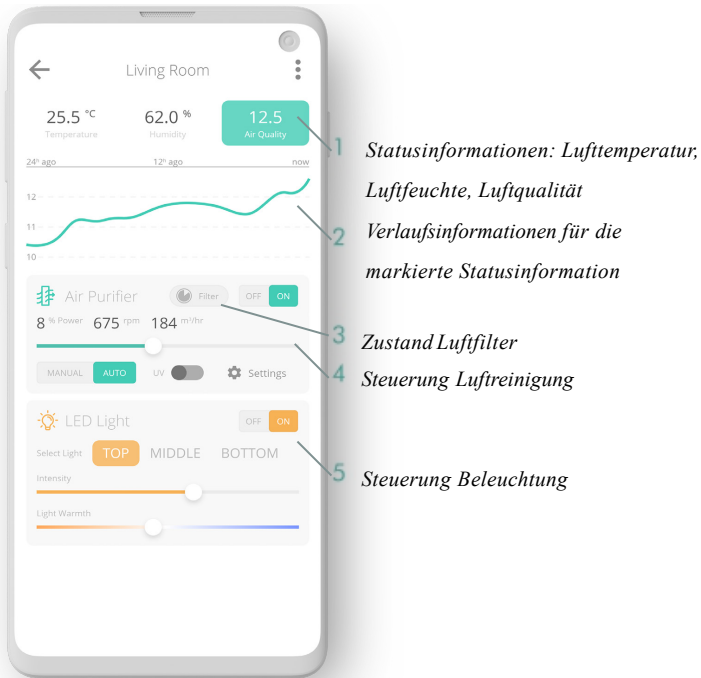 Living Room
25.5 °C 62.0 % 12.5
Temperature Humidity Air Quality
24h ago 12h ago now
12
11
10
Air Purifier Filter OFF ON
8 % Power 675 rpm 184 m³/hr
MANUAL AUTO UV Settings
LED Light OFF ON
Select Light TOP MIDDLE BOTTOM
Intensity
Light Warmth
1 Statusinformationen: Lufttemperatur,
Luftfeuchte, Luftqualität
2 Verlaufsinformationen für die
markierte Statusinformation
3 Zustand Luftfilter
4 Steuerung Luftreinigung
5 Steuerung Beleuchtung